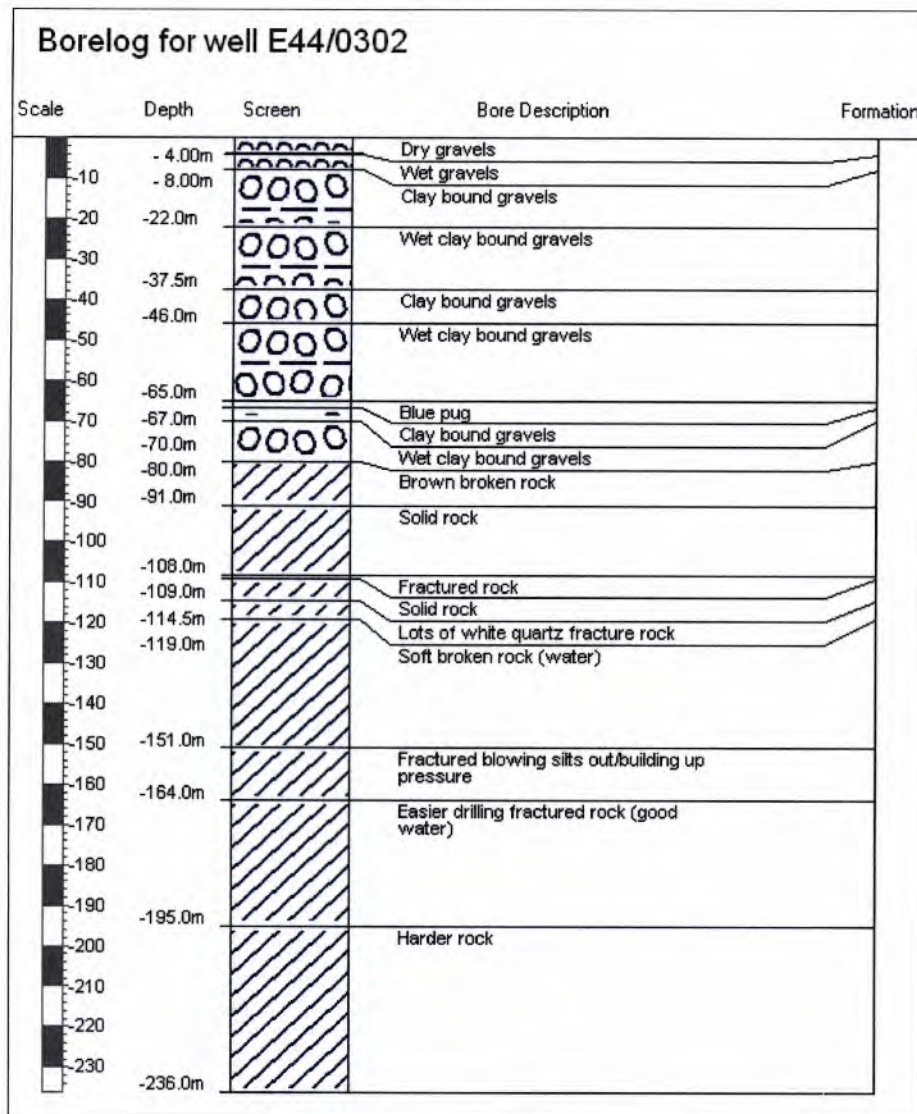 Borelog for well E44/0302
Scale Depth Screen Bore Description Formation
Dry gravels
- 4.00m
Wet gravels
-10 - 8.00m
Clay bound gravels
-20 -22.0m
Wet clay bound gravels
-30
-37.5m
-40 Clay bound gravels
-46.0m
-50 Wet clay bound gravels
-60
-65.0m
Blue pug
-70 -67.0m
Clay bound gravels
-70.0m
Wet clay bound gravels
-80 -80.0m
Brown broken rock
-91.0m
-90
Solid rock
-100
-108.0m
-110 Fractured rock
-109.0m
Solid rock
-114.5m
-120 Lots of white quartz fracture rock
-119.0m
Soft broken rock (water)
-130
-140
-150 -151.0m
Fractured blowing silts out/building up
pressure
-160
-164.0m
Easier drilling fractured rock (good
water)
-170
-180
-190
-195.0m
Harder rock
-200
-210
-220
-230
-236.0m